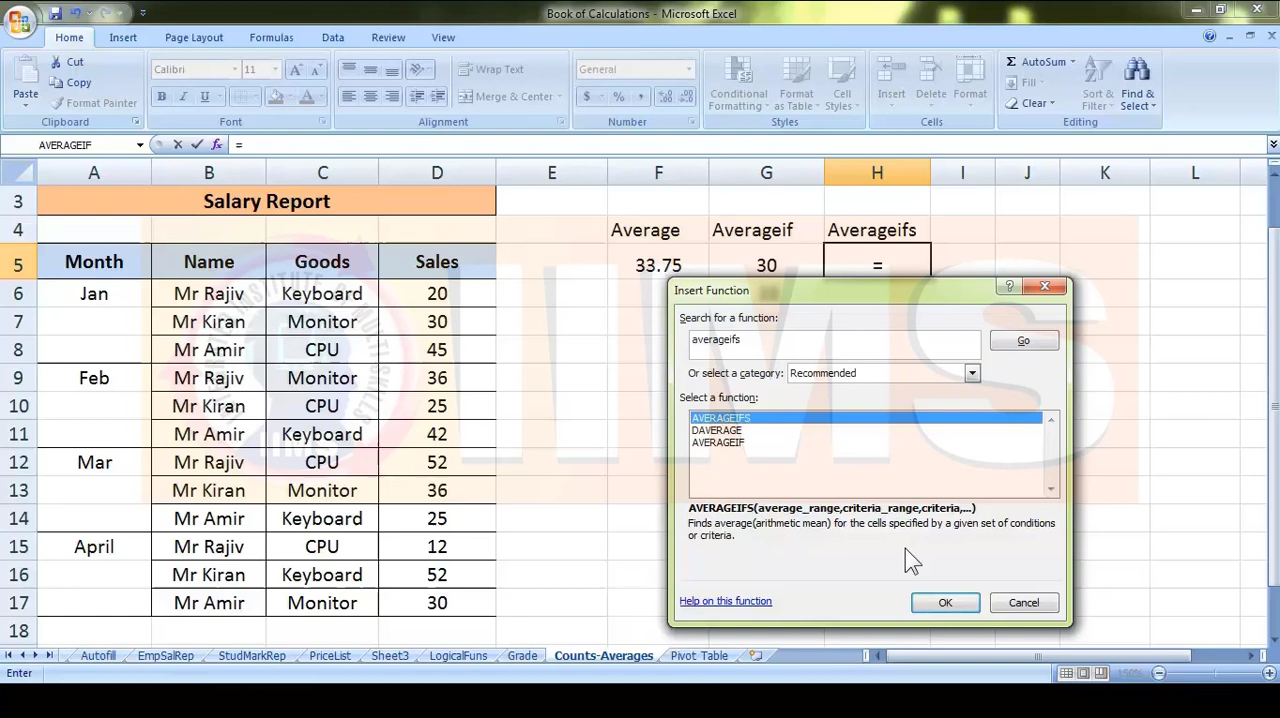 Book of Calculations - Microsoft Excel
Home Insert Page Layout Formulas Data Review View
Paste
Cut
Copy
Format Painter
Clipboard
Calibri 11
B I U
Font
Wrap Text
Merge & Center
Alignment
General
$ % ,
Number
Conditional Formatting
Format as Table
Cell Styles
Styles
Insert Delete Format
Cells
AutoSum
Fill
Clear
Sort & Filter
Find & Select
Editing
AVERAGEIF fx =
A B C D E F G H I J K L
3 Salary Report
4 Average Averageif Averageifs
5 Month Name Goods Sales 33.75 30 =
6 Jan Mr Rajiv Keyboard 20
7 Mr Kiran Monitor 30
8 Mr Amir CPU 45
9 Feb Mr Rajiv Monitor 36
10 Mr Kiran CPU 25
11 Mr Amir Keyboard 42
12 Mar Mr Rajiv CPU 52
13 Mr Kiran Monitor 36
14 Mr Amir Keyboard 25
15 April Mr Rajiv CPU 12
16 Mr Kiran Keyboard 52
17 Mr Amir Monitor 30
18
Insert Function
Search for a function:
averageifs
Go
Or select a category: Recommended
Select a function:
AVERAGEIFS
DAVERAGE
AVERAGEIF
AVERAGEIFS(average_range,criteria_range,criteria,...)
Finds average(arithmetic mean) for the cells specified by a given set of conditions
or criteria.
Help on this function
OK Cancel
IIMS
Autofill EmpSalRep StudMarkRep PriceList Sheet3 LogicalFuns Grade Counts-Averages Pivot Table
Enter
150%